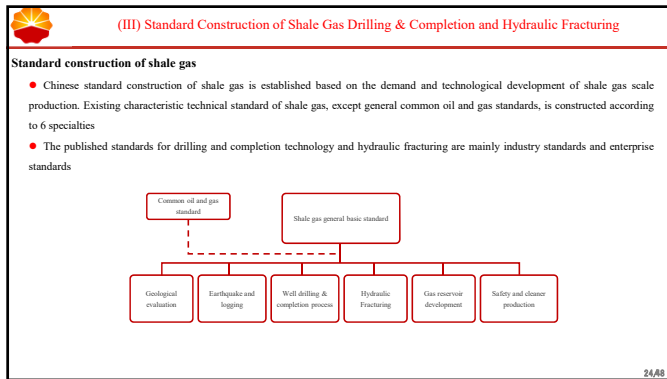 (III) Standard Construction of Shale Gas Drilling & Completion and Hydraulic Fracturing
Standard construction of shale gas
● Chinese standard construction of shale gas is established based on the demand and technological development of shale gas scale
production. Existing characteristic technical standard of shale gas, except general common oil and gas standards, is constructed according
to 6 specialties
● The published standards for drilling and completion technology and hydraulic fracturing are mainly industry standards and enterprise
standards
Common oil and gas
standard
Shale gas general basic standard
Geological
evaluation
Earthquake and
logging
Well drilling &
completion process
Hydraulic
Fracturing
Gas reservoir
development
Safety and cleaner
production
24/48